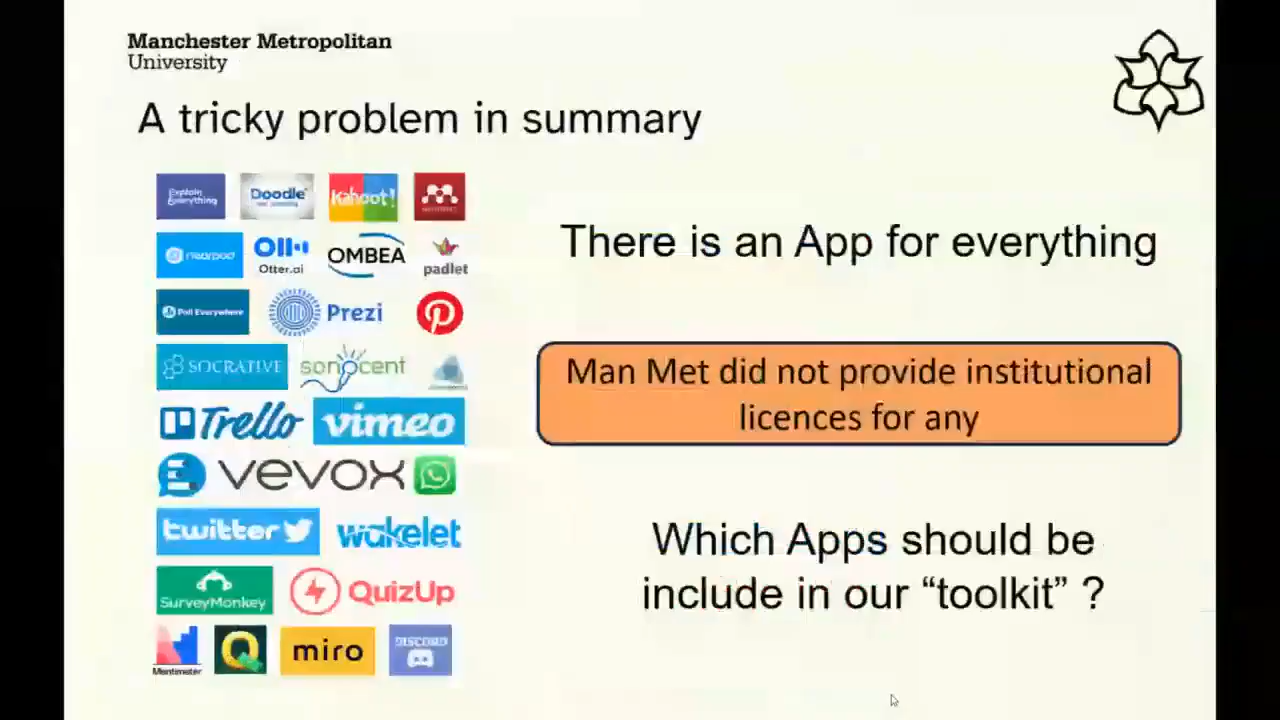 Manchester Metropolitan
University
A tricky problem in summary
Explain
Everything
Doodle
Kahoot!
nearpod
Otter.ai
OMBEA
padlet
Poll Everywhere
Prezi
SOCRATIVE
sonocent
Trello
vimeo
vevox
twitter
wakelet
SurveyMonkey
QuizUp
Mentimeter
Q
miro
DISCORD
There is an App for everything
Man Met did not provide institutional
licences for any
Which Apps should be
include in our “toolkit” ?